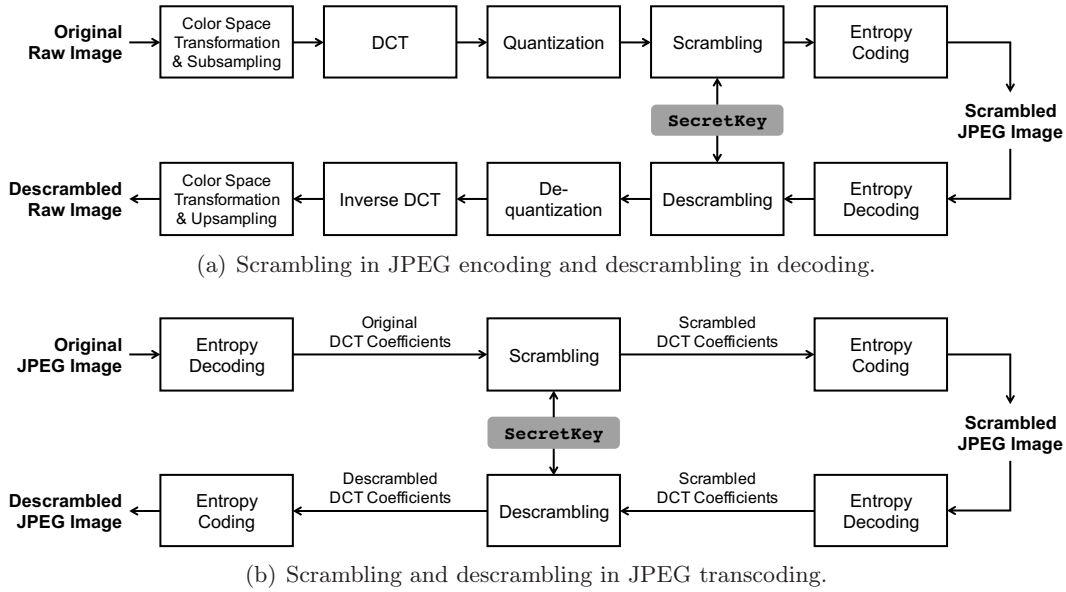 Original
Raw Image
Color Space
Transformation
& Subsampling
DCT
Quantization
Scrambling
Entropy
Coding
SecretKey
Scrambled
JPEG Image
Descrambled
Raw Image
Color Space
Transformation
& Upsampling
Inverse DCT
De-
quantization
Descrambling
Entropy
Decoding
(a) Scrambling in JPEG encoding and descrambling in decoding.
Original
JPEG Image
Entropy
Decoding
Original
DCT Coefficients
Scrambling
Scrambled
DCT Coefficients
Entropy
Coding
SecretKey
Scrambled
JPEG Image
Descrambled
JPEG Image
Entropy
Coding
Descrambled
DCT Coefficients
Descrambling
Scrambled
DCT Coefficients
Entropy
Decoding
(b) Scrambling and descrambling in JPEG transcoding.